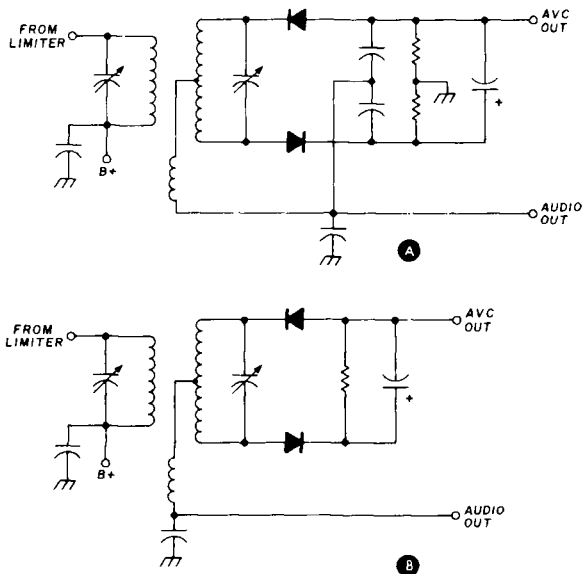 FROM
LIMITER
B+
AVC
OUT
+
AUDIO
OUT
A
FROM
LIMITER
B+
AVC
OUT
+
AUDIO
OUT
B